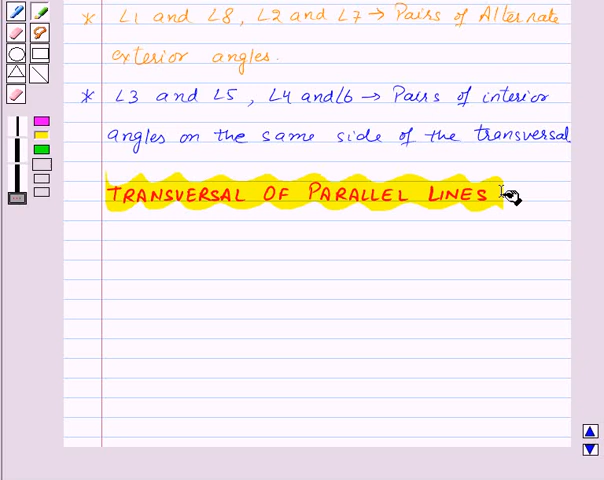 * ∠1 and ∠8, ∠2 and ∠7 → Pairs of Alternate
exterior angles.
* ∠3 and ∠5, ∠4 and ∠6 → Pairs of interior
angles on the same side of the transversal
TRANSVERSAL OF PARALLEL LINES